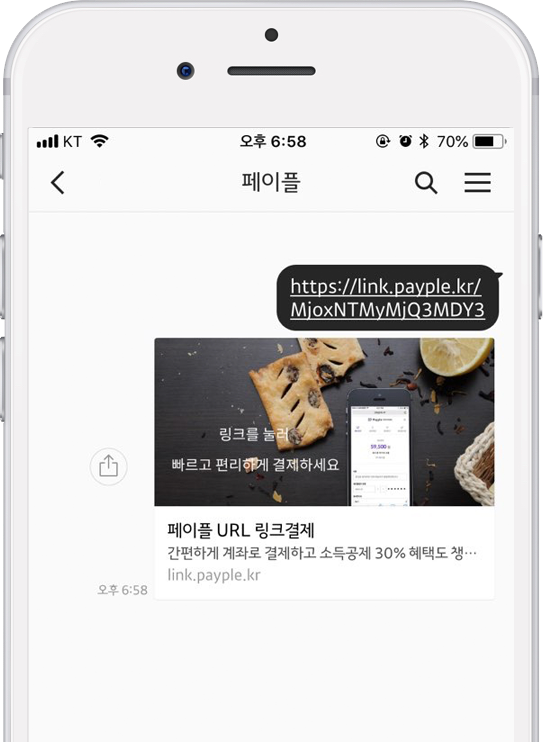 KT
오후 6:58
70%
페이플
https://link.payple.kr/
MjoxNTMyMjQ3MDY3
링크를 눌러
빠르고 편리하게 결제하세요
59,500
페이플 URL 링크결제
간편하게 계좌로 결제하고 소득공제 30% 혜택도 챙…
link.payple.kr
오후 6:58